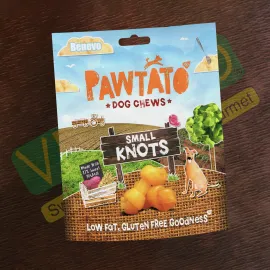 Benevo
PAWTATO
DOG CHEWS
SMALL
KNOTS
LOW FAT, GLUTEN FREE GOODNESS